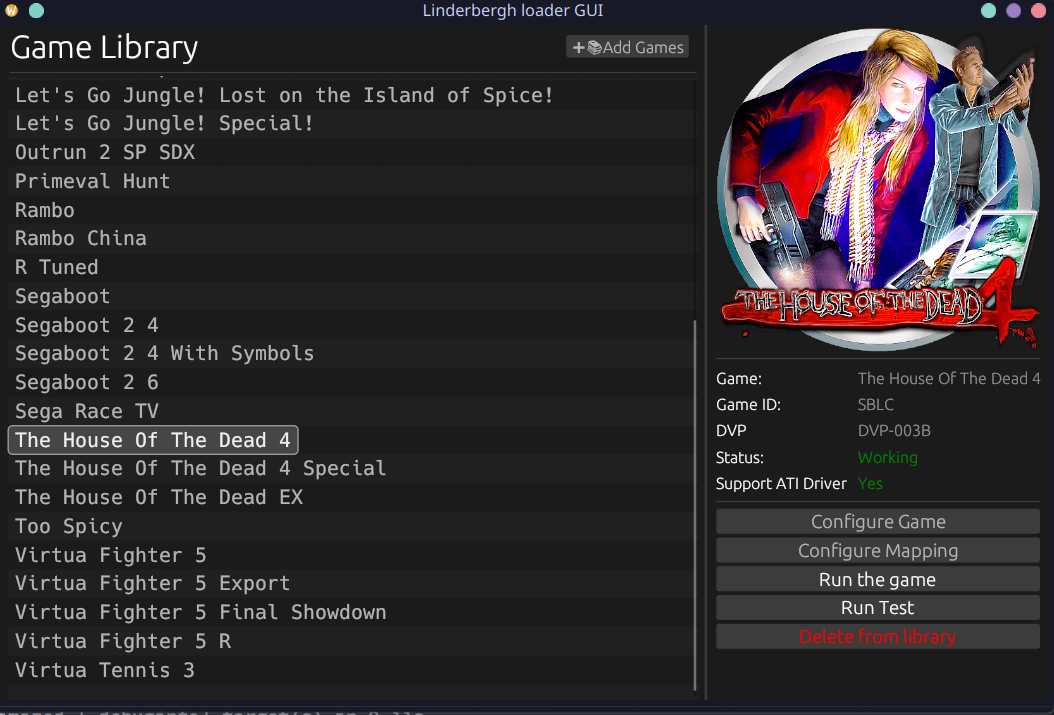 Linderbergh loader GUI
Game Library
+ Add Games
Let's Go Jungle! Lost on the Island of Spice!
Let's Go Jungle! Special!
Outrun 2 SP SDX
Primeval Hunt
Rambo
Rambo China
R Tuned
Segaboot
Segaboot 2 4
Segaboot 2 4 With Symbols
Segaboot 2 6
Sega Race TV
The House Of The Dead 4
The House Of The Dead 4 Special
The House Of The Dead EX
Too Spicy
Virtua Fighter 5
Virtua Fighter 5 Export
Virtua Fighter 5 Final Showdown
Virtua Fighter 5 R
Virtua Tennis 3
THE HOUSE OF THE DEAD 4
Game: The House Of The Dead 4
Game ID: SBLC
DVP DVP-003B
Status: Working
Support ATI Driver Yes
Configure Game
Configure Mapping
Run the game
Run Test
Delete from library